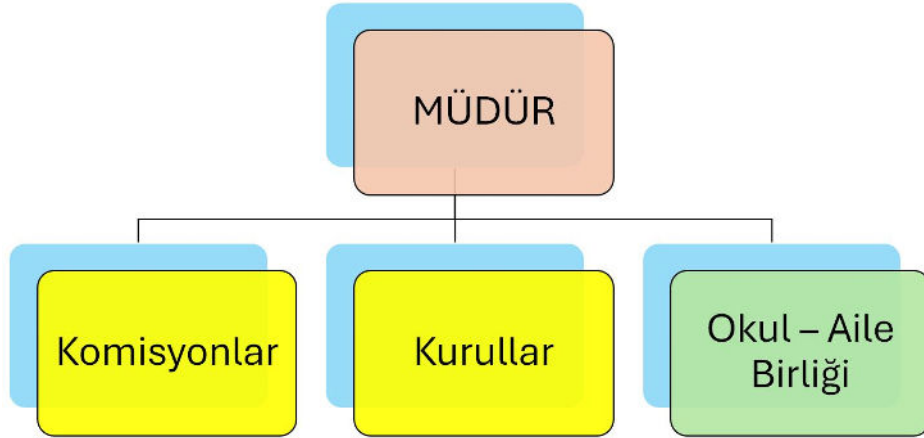 MÜDÜR
Komisyonlar
Kurullar
Okul – Aile
Birliği